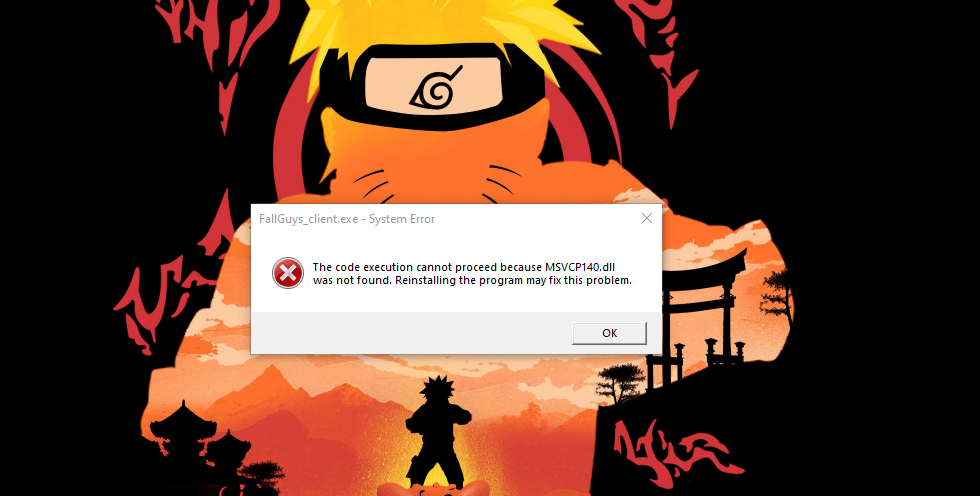 FallGuys_client.exe - System Error
The code execution cannot proceed because MSVCP140.dll
was not found. Reinstalling the program may fix this problem.
OK